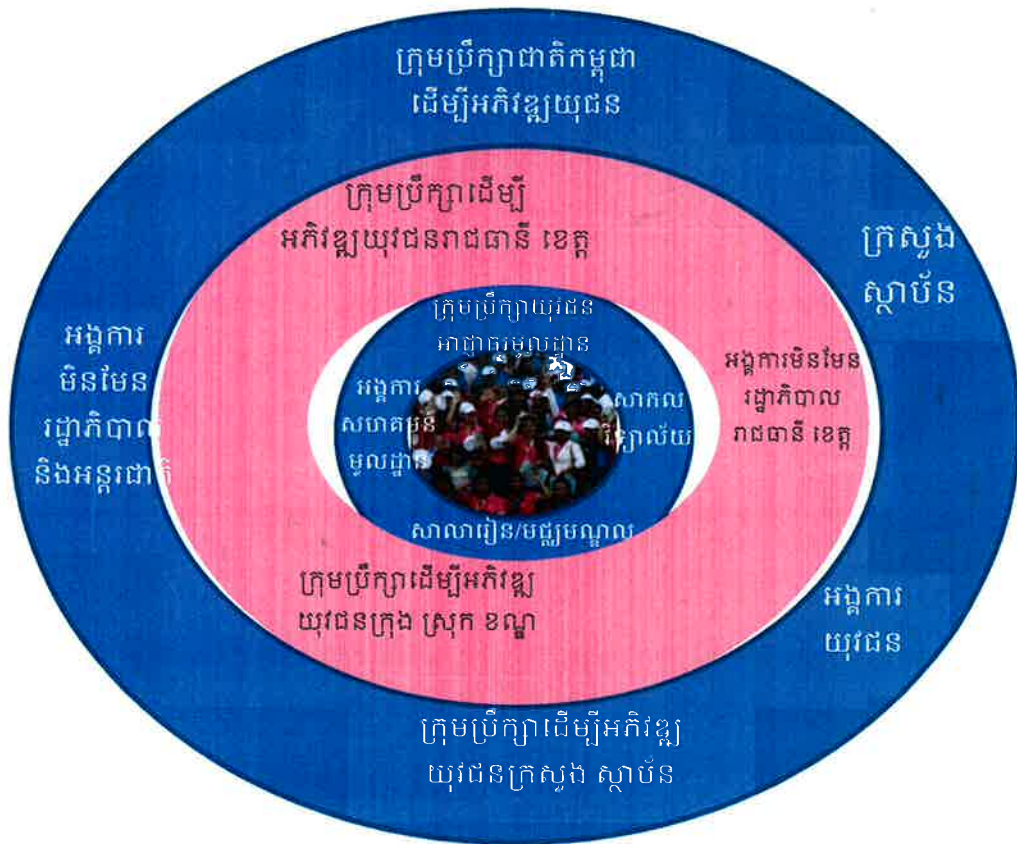 ក្រុមប្រឹក្សាជាតិកម្ពុជា
ដើម្បីអភិវឌ្ឍយុជន
ក្រុមប្រឹក្សាដើម្បី
អភិវឌ្ឍយុវជនរាជធានី ខេត្ត
ក្រសួង
ស្ថាប័ន
ក្រុមប្រឹក្សាយុវជន
អាជ្ញាធរមូលដ្ឋាន
អង្គការ
មិនមែន
រដ្ឋាភិបាល
និងអន្តរជាតិ
អង្គការ
សហគមន៍
មូលដ្ឋាន
សាកល
វិទ្យាល័យ
អង្គការមិនមែន
រដ្ឋាភិបាល
រាជធានី ខេត្ត
សាលារៀន/មជ្ឈមណ្ឌល
ក្រុមប្រឹក្សាដើម្បីអភិវឌ្ឍ
យុវជនក្រុង ស្រុក ខណ្ឌ
អង្គការ
យុវជន
ក្រុមប្រឹក្សាដើម្បីអភិវឌ្ឍ
យុវជនក្រសួង ស្ថាប័ន